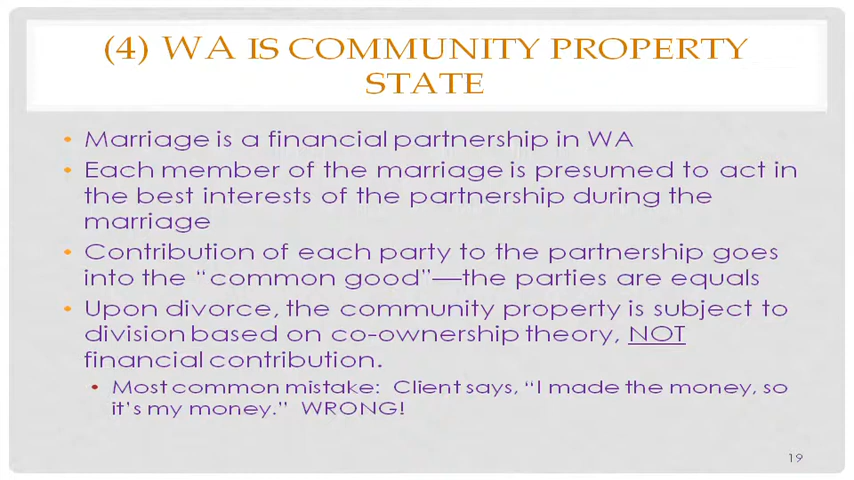 (4) WA IS COMMUNITY PROPERTY
STATE
• Marriage is a financial partnership in WA
• Each member of the marriage is presumed to act in
the best interests of the partnership during the
marriage
• Contribution of each party to the partnership goes
into the “common good”—the parties are equals
• Upon divorce, the community property is subject to
division based on co-ownership theory, NOT
financial contribution.
• Most common mistake: Client says, “I made the money, so
it’s my money.” WRONG!
19